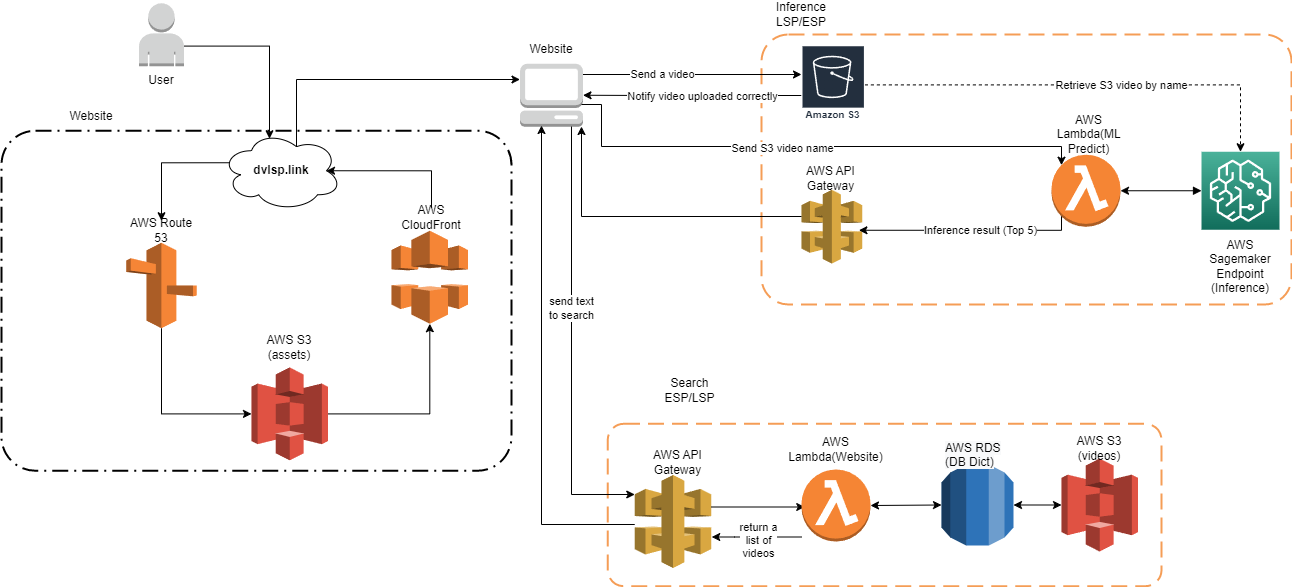 User
Website
dvlsp.link
AWS Route
53
AWS
CloudFront
AWS S3
(assets)
Website
Send a video
Notify video uploaded correctly
Inference
LSP/ESP
Amazon S3
Retrieve S3 video by name
Send S3 video name
AWS
Lambda(ML
Predict)
AWS API
Gateway
Inference result (Top 5)
AWS
Sagemaker
Endpoint
(Inference)
send text
to search
Search
ESP/LSP
AWS API
Gateway
AWS
Lambda(Website)
return a
list of
videos
AWS RDS
(DB Dict)
AWS S3
(videos)